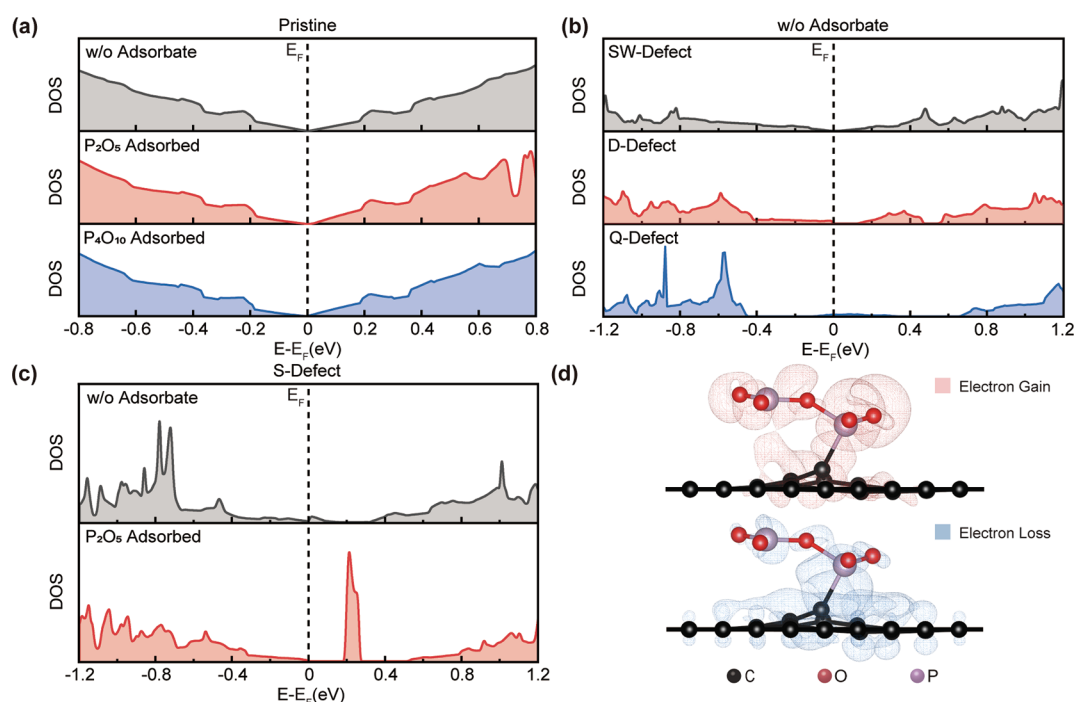 (a) Pristine
w/o Adsorbate
E_F
DOS
P₂O₅ Adsorbed
DOS
P₄O₁₀ Adsorbed
DOS
-0.8 -0.6 -0.4 -0.2 0 0.2 0.4 0.6 0.8
E-E_F(eV)
(b) w/o Adsorbate
SW-Defect
E_F
DOS
D-Defect
DOS
Q-Defect
DOS
-1.2 -0.8 -0.4 0 0.4 0.8 1.2
E-E_F(eV)
(c) S-Defect
w/o Adsorbate
E_F
DOS
P₂O₅ Adsorbed
DOS
-1.2 -0.8 -0.4 0 0.4 0.8 1.2
E-E_F(eV)
(d)
Electron Gain
Electron Loss
C O P